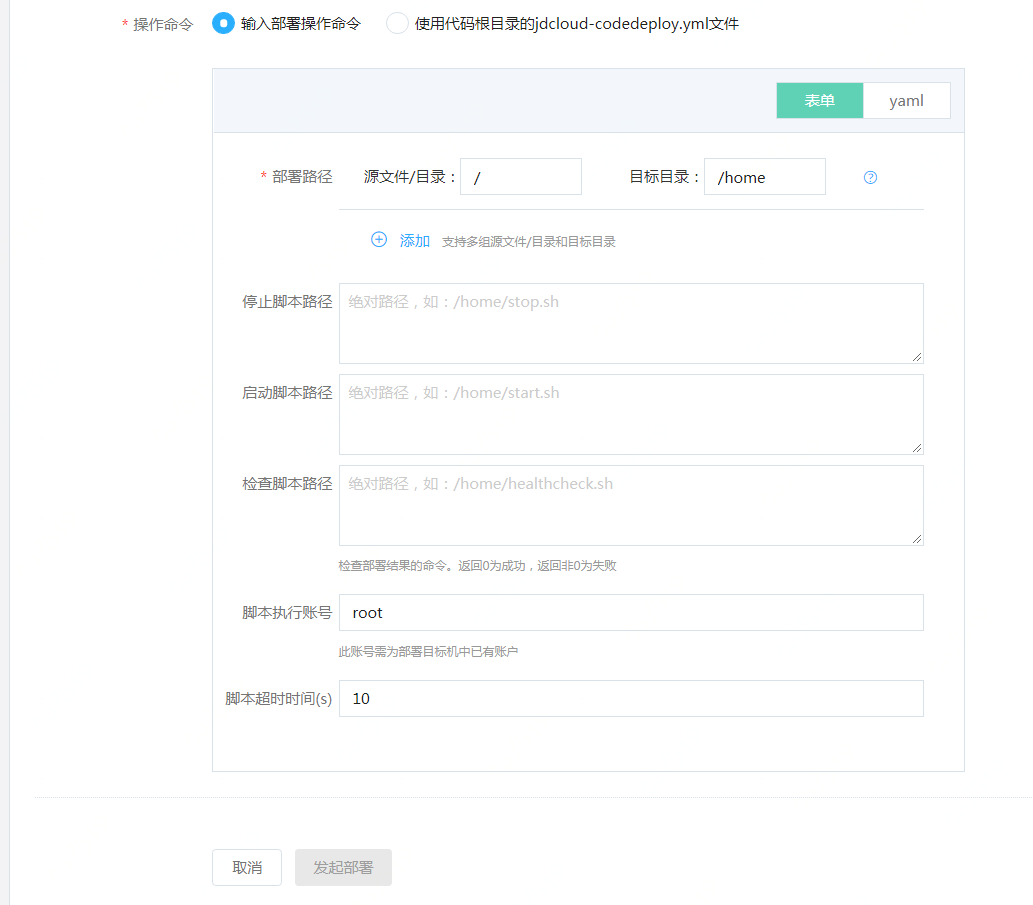 * 操作命令 输入部署操作命令 使用代码根目录的jdcloud-codedeploy.yml文件
表单 yaml
* 部署路径 源文件/目录： / 目标目录： /home ?
添加 支持多组源文件/目录和目标目录
停止脚本路径 绝对路径，如：/home/stop.sh
启动脚本路径 绝对路径，如：/home/start.sh
检查脚本路径 绝对路径，如：/home/healthcheck.sh
检查部署结果的命令。返回0为成功，返回非0为失败
脚本执行账号 root
此账号需为部署目标机中已有账户
脚本超时时间(s) 10
取消 发起部署